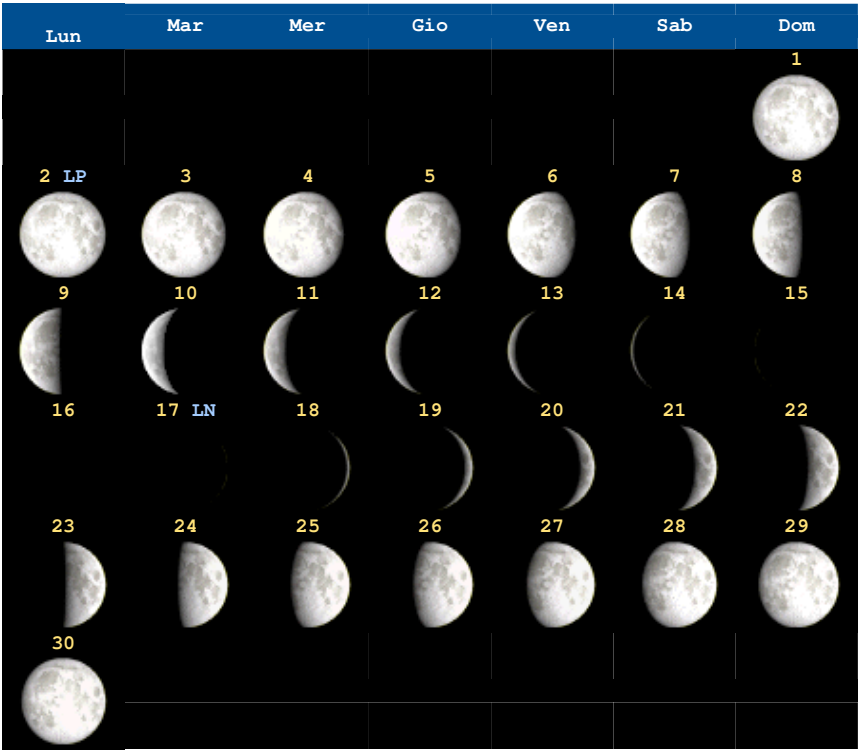 Lun Mar Mer Gio Ven Sab Dom
1
2 LP 3 4 5 6 7 8
9 10 11 12 13 14 15
16 17 LN 18 19 20 21 22
23 24 25 26 27 28 29
30